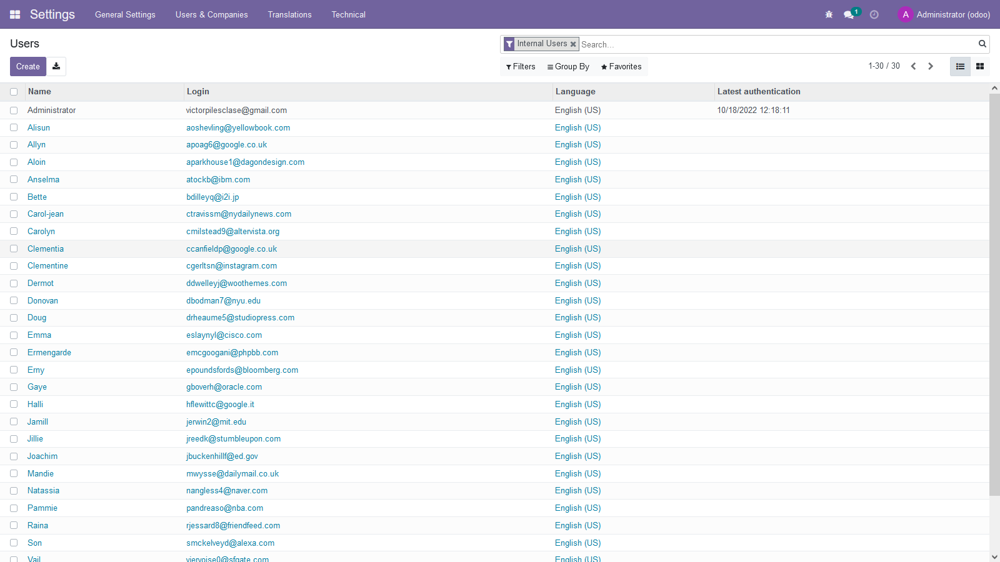 Settings General Settings Users & Companies Translations Technical 1 A Administrator (odoo)
Users Internal Users Search...
Create Filters Group By Favorites 1-30 / 30
Name Login Language Latest authentication
Administrator victorpilesclase@gmail.com English (US) 10/18/2022 12:18:11
Alisun aoshevling@yellowbook.com English (US)
Allyn apoag6@google.co.uk English (US)
Aloin aparkhouse1@dagondesign.com English (US)
Anselma atockb@ibm.com English (US)
Bette bdilleyq@i2i.jp English (US)
Carol-jean ctravissm@nydailynews.com English (US)
Carolyn cmilstead9@altervista.org English (US)
Clementia ccanfieldp@google.co.uk English (US)
Clementine cgerltsn@instagram.com English (US)
Dermot ddwelleyj@woothemes.com English (US)
Donovan dbodman7@nyu.edu English (US)
Doug drheaume5@studiopress.com English (US)
Emma eslaynyl@cisco.com English (US)
Ermengarde emcgoogani@phpbb.com English (US)
Erny epoundsfords@bloomberg.com English (US)
Gaye gboverh@oracle.com English (US)
Halli hflewittc@google.it English (US)
Jamill jerwin2@mit.edu English (US)
Jillie jreedk@stumbleupon.com English (US)
Joachim jbuckenhillf@ed.gov English (US)
Mandie mwysse@dailymail.co.uk English (US)
Natassia nangless4@naver.com English (US)
Pammie pandreaso@nba.com English (US)
Raina rjessard8@friendfeed.com English (US)
Son smckelveyd@alexa.com English (US)
Vail vjervoise0@sfgate.com English (US)